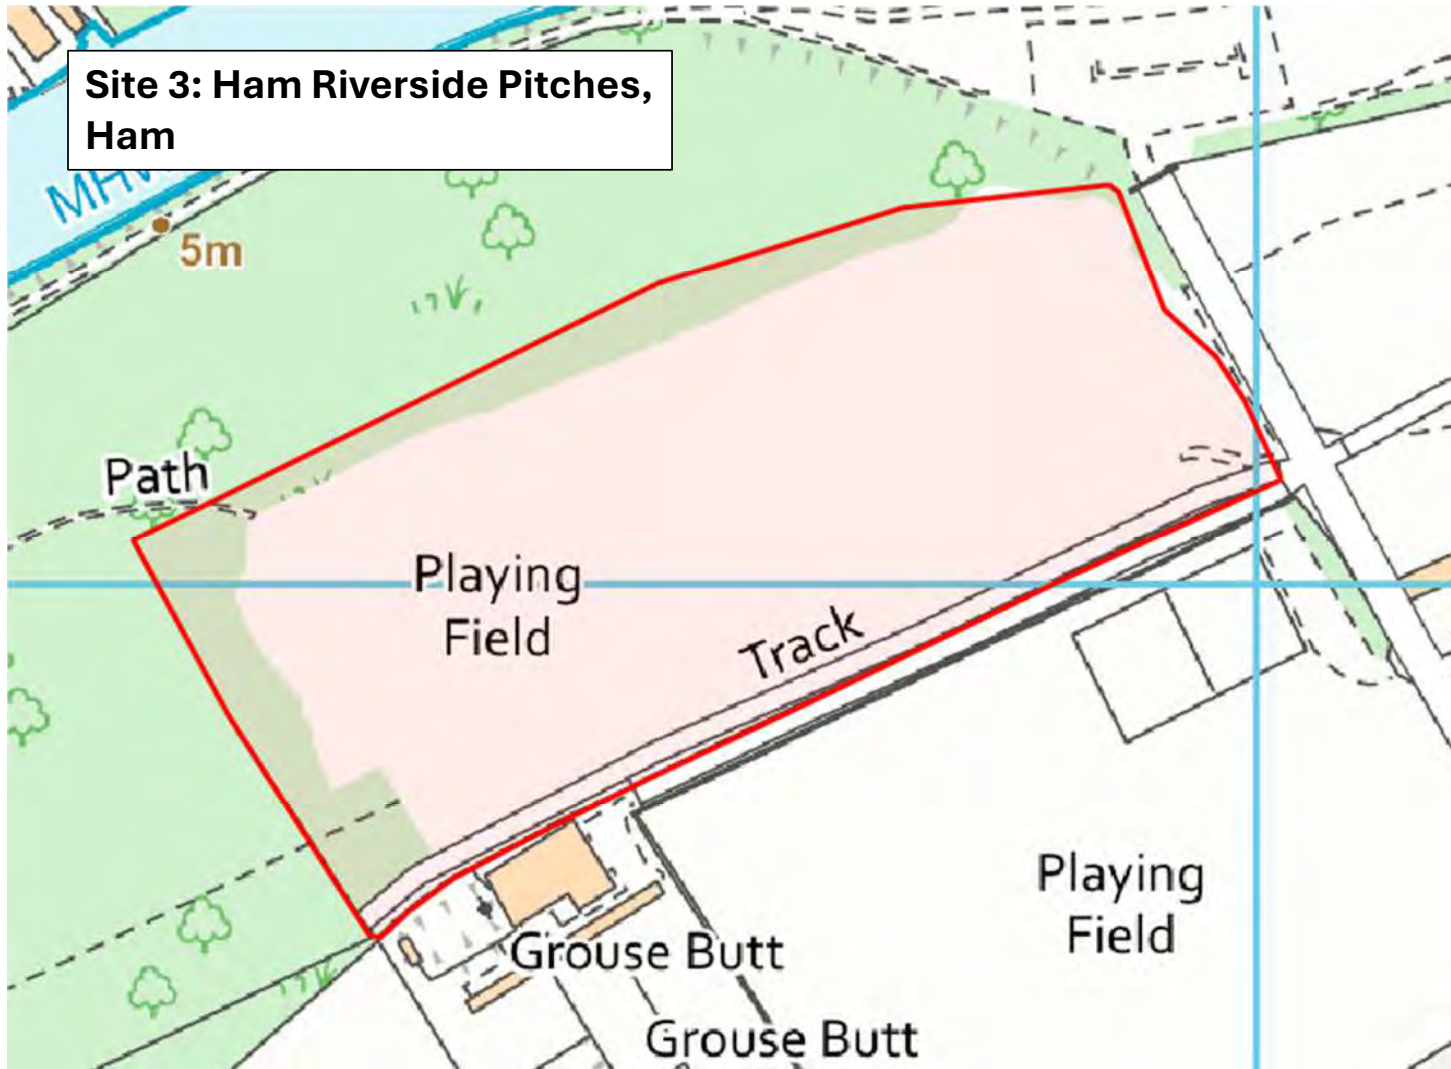 Site 3: Ham Riverside Pitches,
Ham
5m
Path
Playing
Field
Track
Playing
Field
Grouse Butt
Grouse Butt